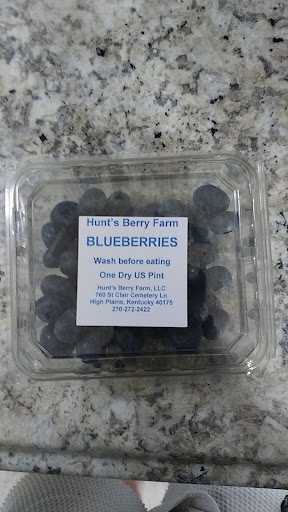 Hunt's Berry Farm
BLUEBERRIES
Wash before eating
One Dry US Pint
Hunt's Berry Farm, LLC
760 St Clair Cemetery Ln
High Plains, Kentucky 40175
270-272-2422